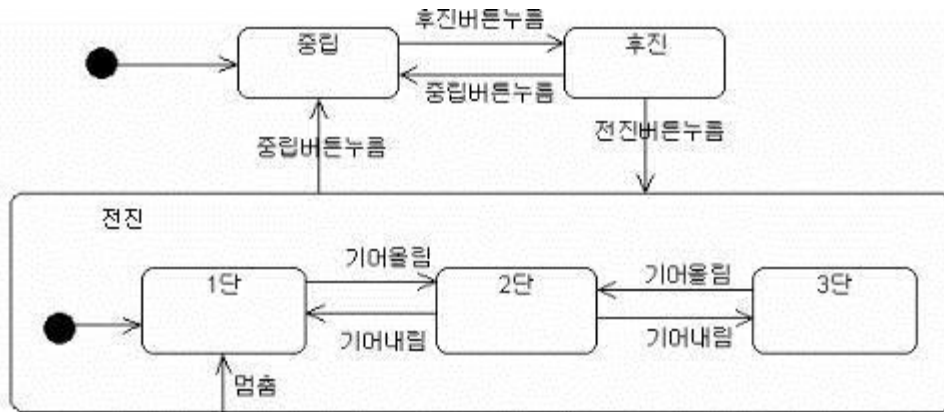 후진버튼누름
중립
후진
중립버튼누름
중립버튼누름
전진버튼누름
전진
기어올림
기어올림
1단
2단
3단
기어내림
기어내림
멈춤